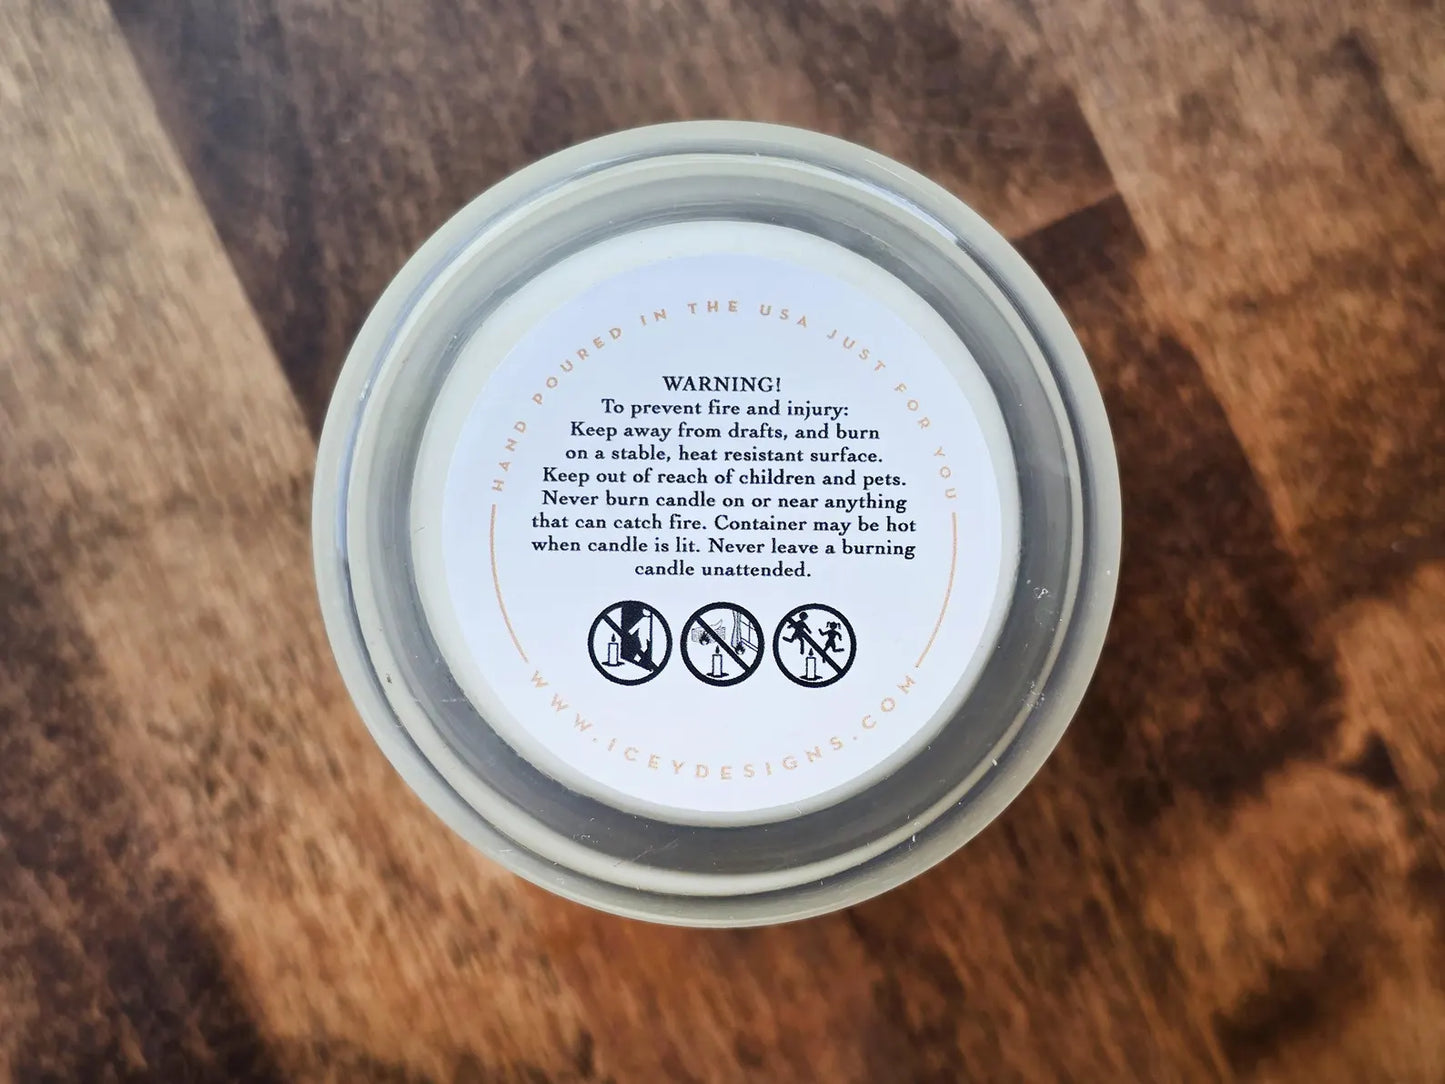 HAND POURED IN THE USA JUST FOR YOU
WARNING!
To prevent fire and injury:
Keep away from drafts, and burn
on a stable, heat resistant surface.
Keep out of reach of children and pets.
Never burn candle on or near anything
that can catch fire. Container may be hot
when candle is lit. Never leave a burning
candle unattended.
WWW.ICEYDESIGNS.COM